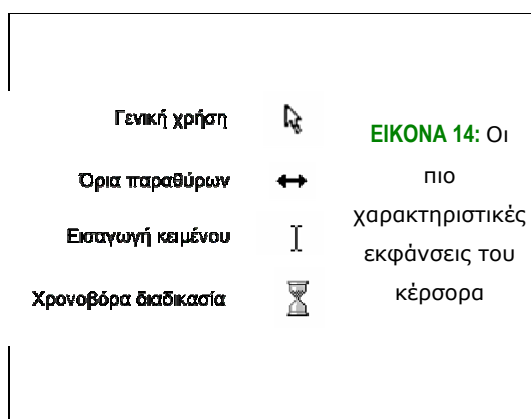 Γενική χρήση
Όρια παραθύρων
Εισαγωγή κειμένου
Χρονοβόρα διαδικασία
ΕΙΚΟΝΑ 14: Οι
πιο
χαρακτηριστικές
εκφάνσεις του
κέρσορα